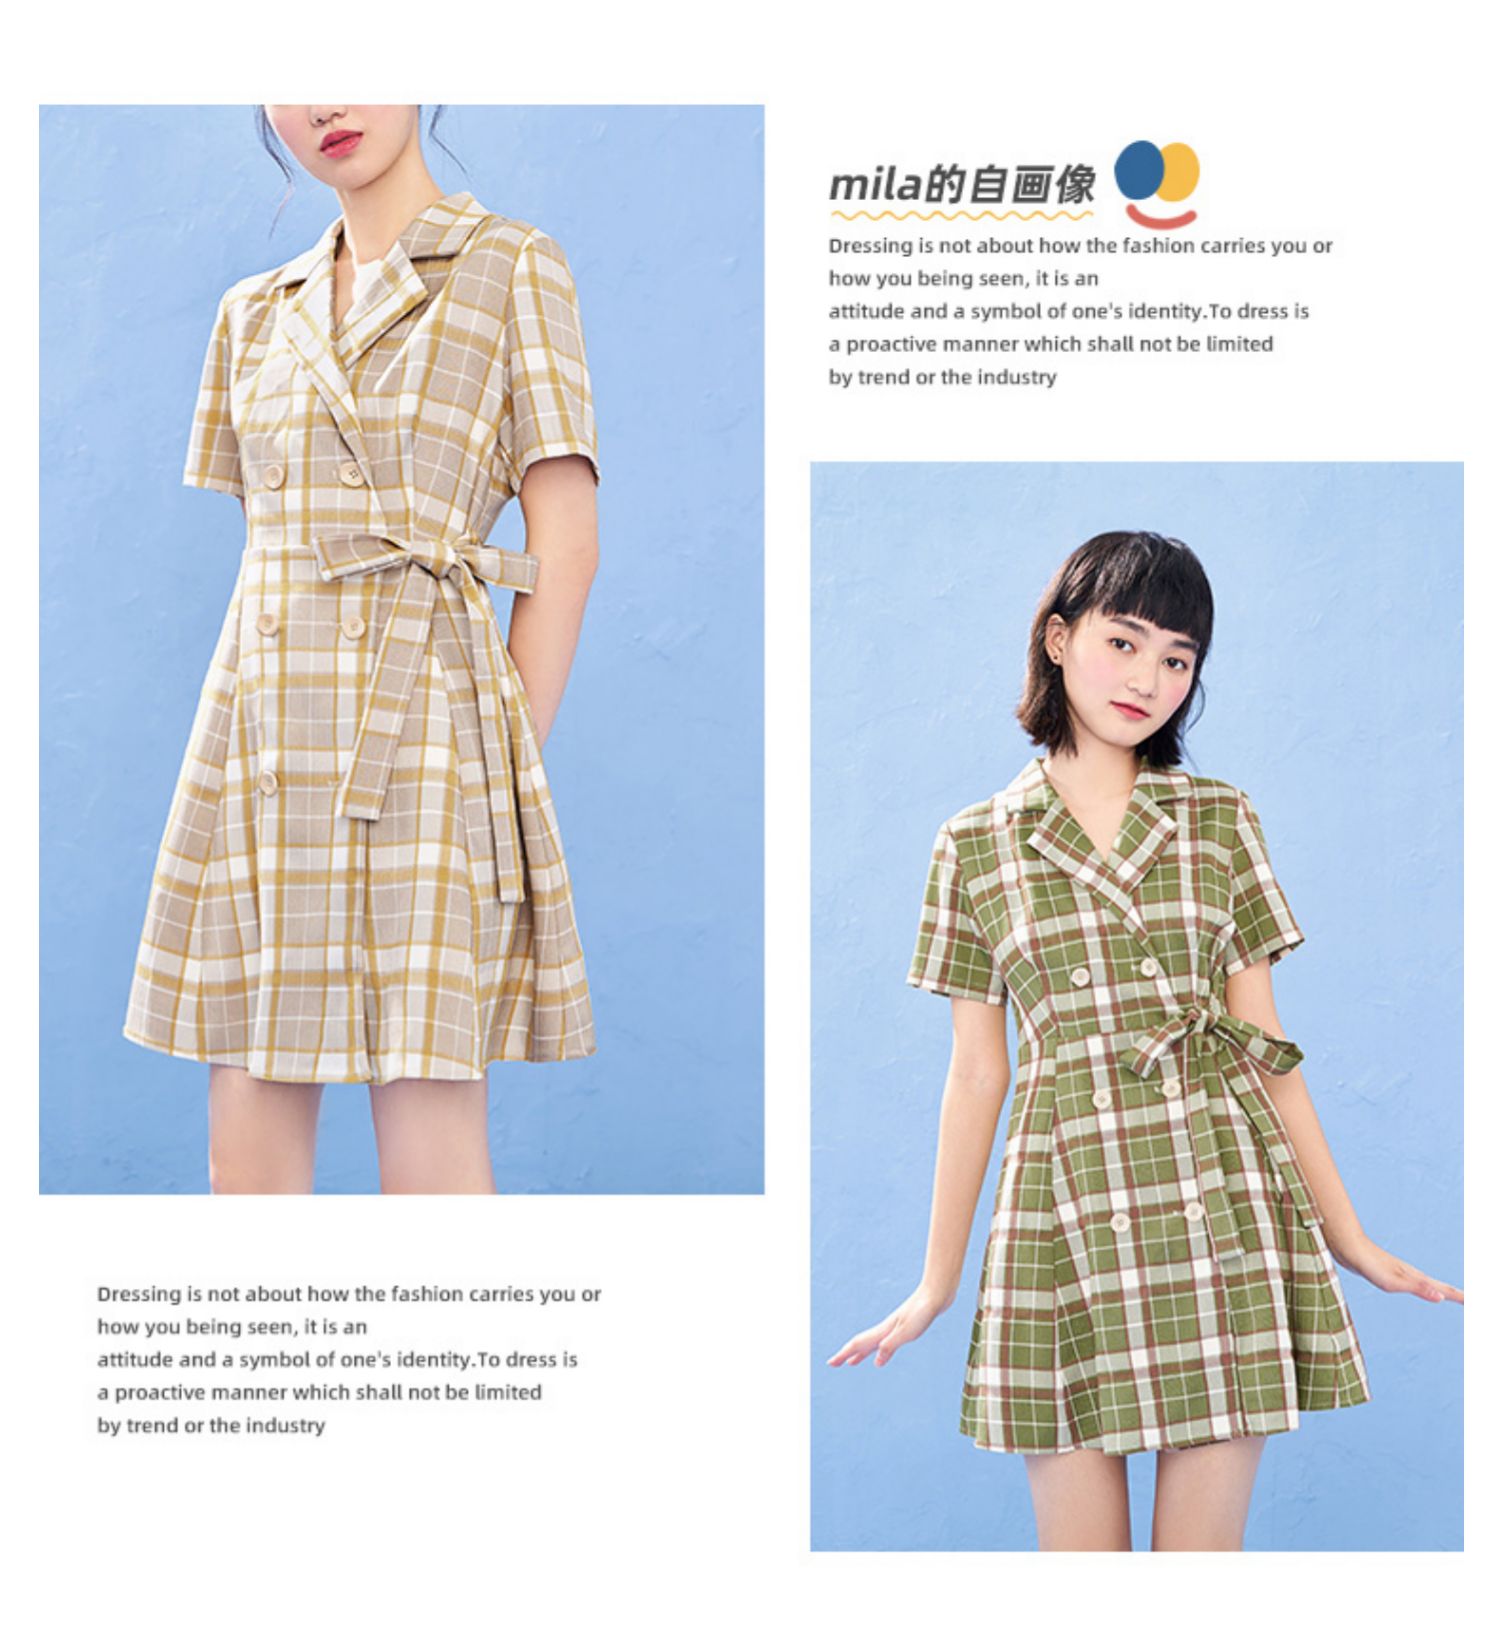 mila的自画像
Dressing is not about how the fashion carries you or
how you being seen, it is an
attitude and a symbol of one's identity.To dress is
a proactive manner which shall not be limited
by trend or the industry
Dressing is not about how the fashion carries you or
how you being seen, it is an
attitude and a symbol of one's identity.To dress is
a proactive manner which shall not be limited
by trend or the industry